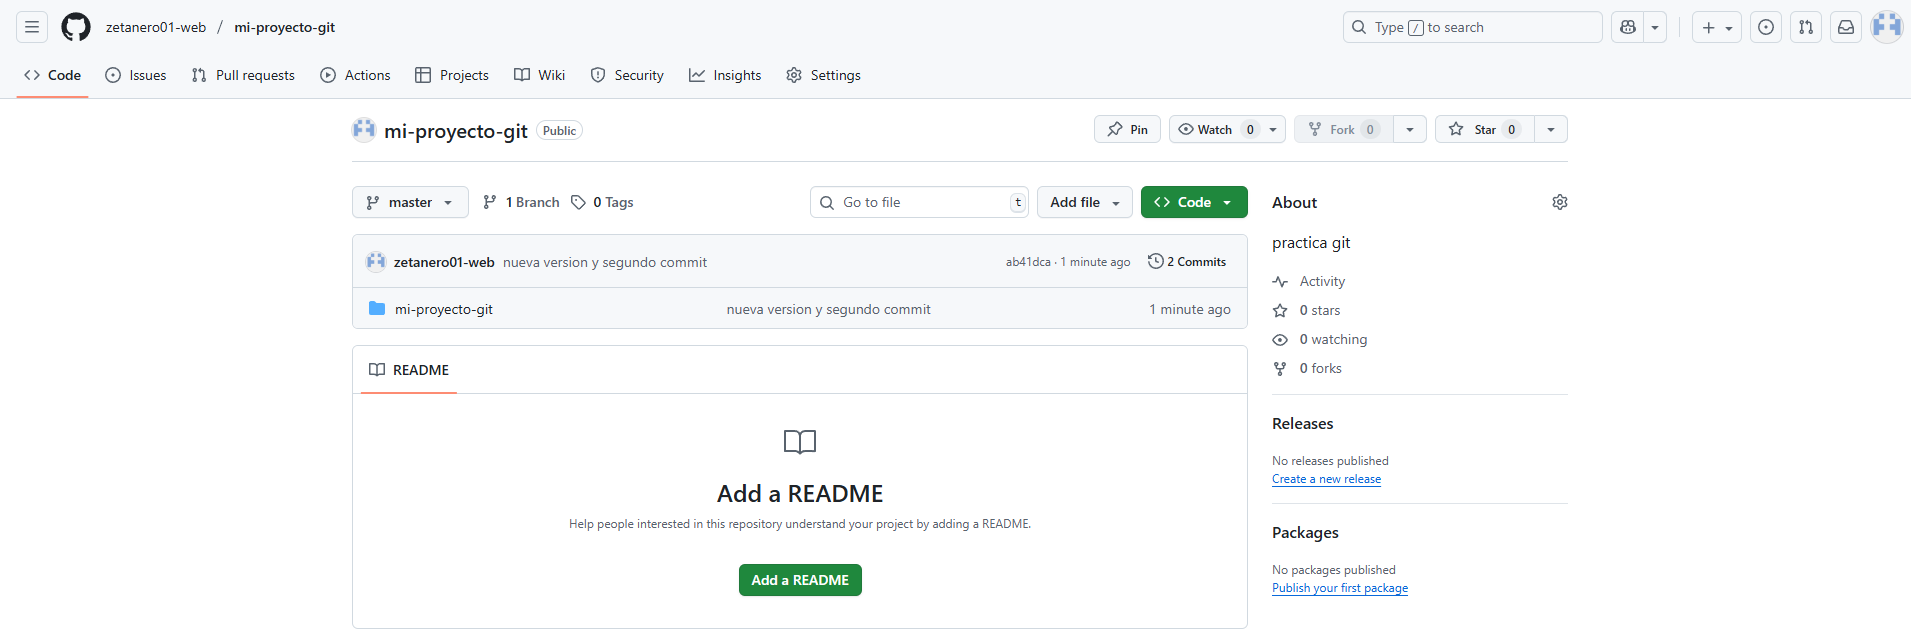 zetanero01-web / mi-proyecto-git
Type / to search
Code Issues Pull requests Actions Projects Wiki Security Insights Settings
mi-proyecto-git Public
Pin Watch 0 Fork 0 Star 0
master 1 Branch 0 Tags Go to file t Add file Code
zetanero01-web nueva version y segundo commit ab41dca · 1 minute ago 2 Commits
mi-proyecto-git nueva version y segundo commit 1 minute ago
README
Add a README
Help people interested in this repository understand your project by adding a README.
Add a README
About
practica git
Activity
0 stars
0 watching
0 forks
Releases
No releases published
Create a new release
Packages
No packages published
Publish your first package